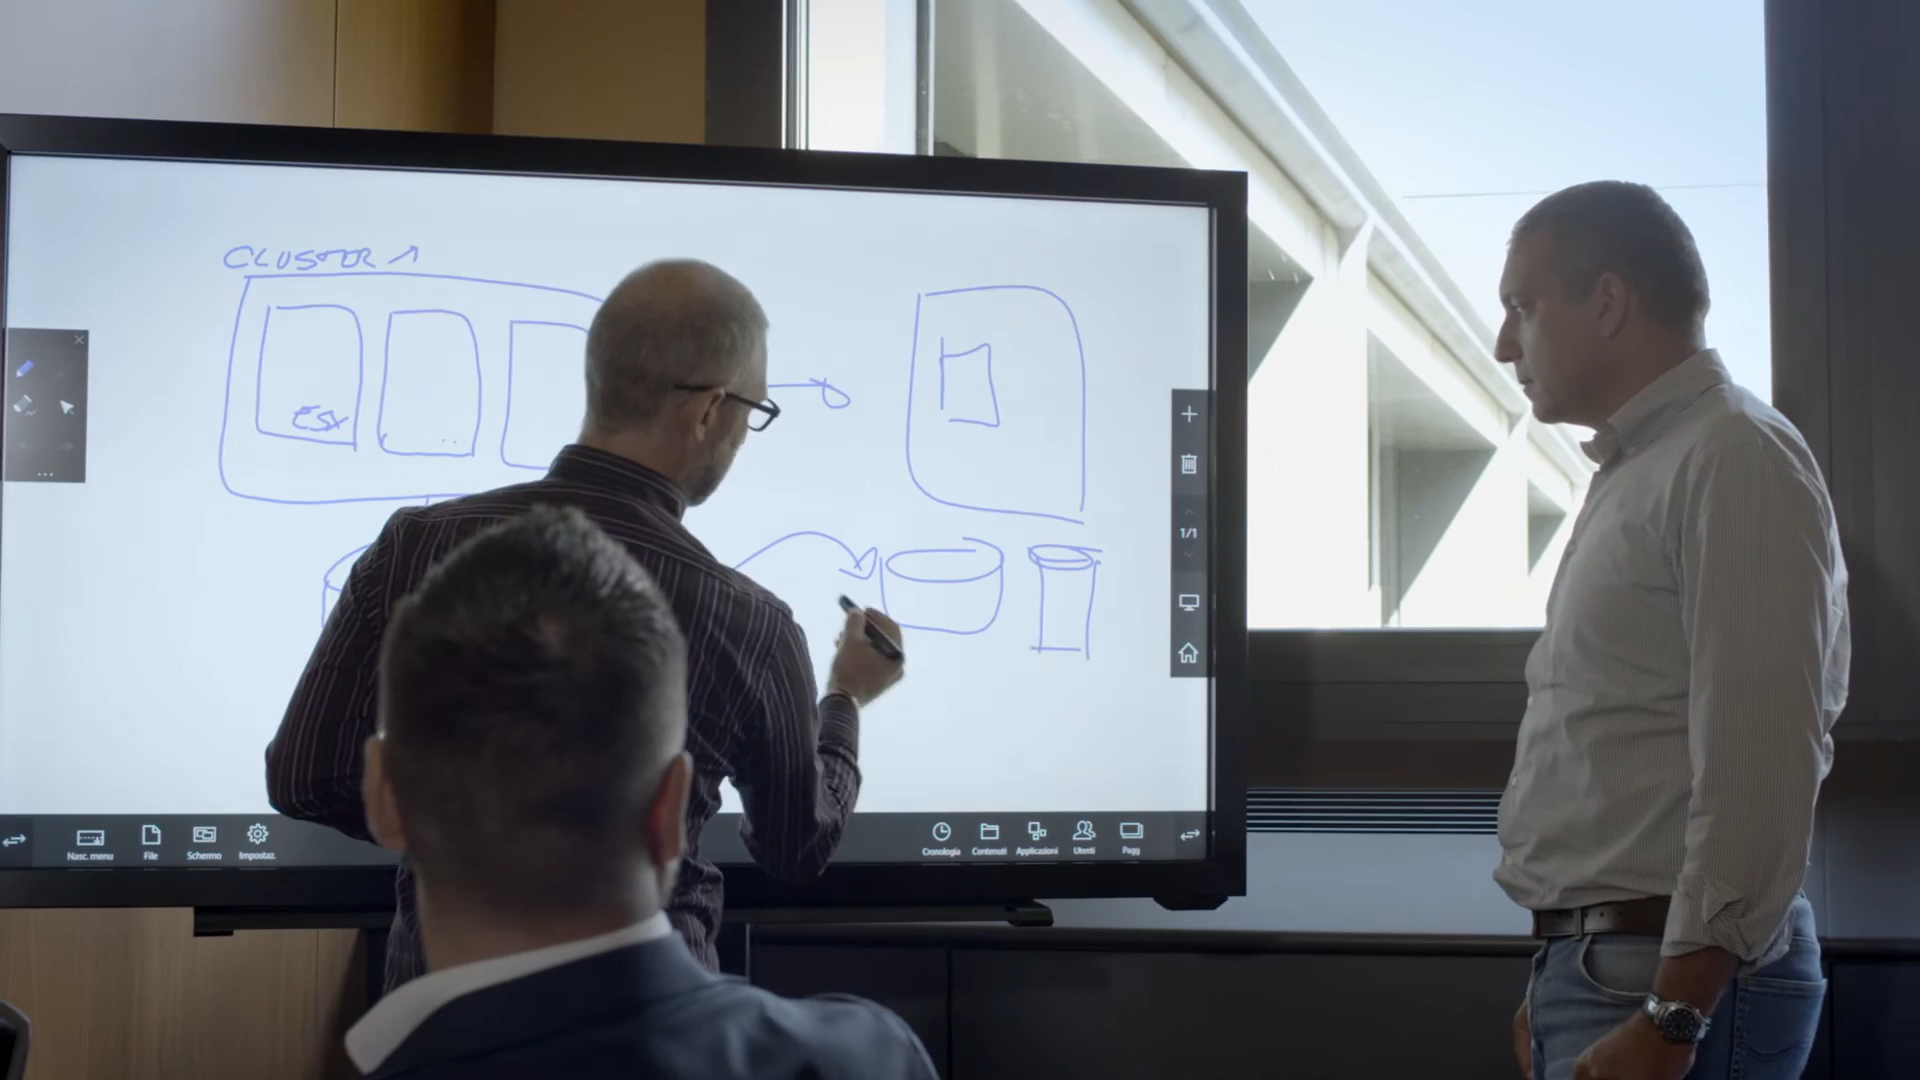 CLUSTER 1
ESX
1/1
Nasc. menu
File
Schermo
Impostaz.
Cronologia
Contenuti
Applicazioni
Utenti
Pagg